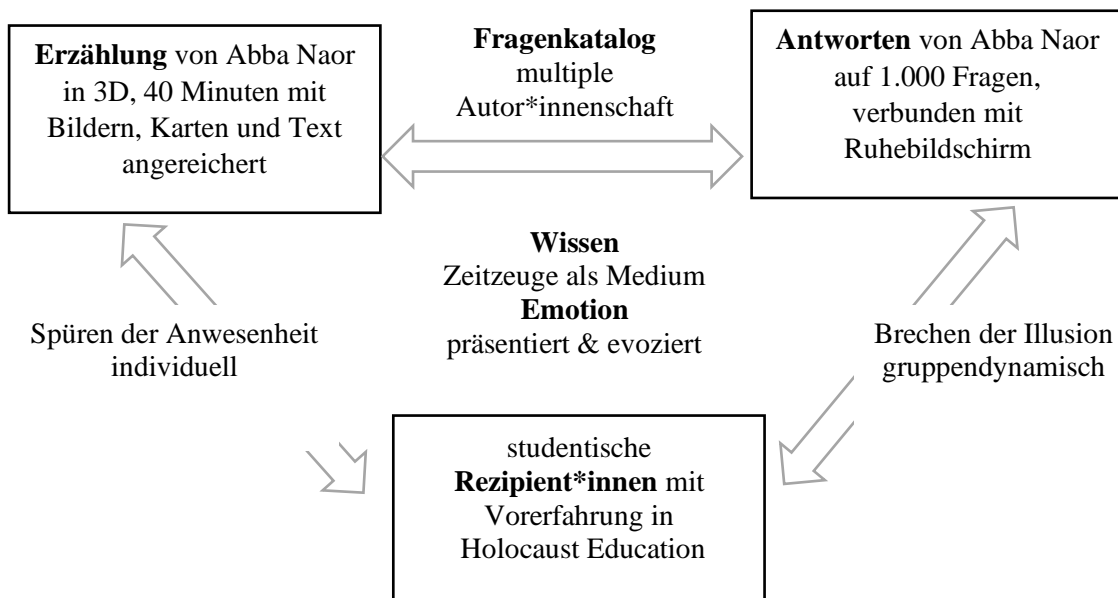 Erzählung von Abba Naor
in 3D, 40 Minuten mit
Bildern, Karten und Text
angereichert
Fragenkatalog
multiple
Autor*innenschaft
Antworten von Abba Naor
auf 1.000 Fragen,
verbunden mit
Ruhebildschirm
Wissen
Zeitzeuge als Medium
Emotion
präsentiert & evoziert
Spüren der Anwesenheit
individuell
Brechen der Illusion
gruppendynamisch
studentische
Rezipient*innen mit
Vorerfahrung in
Holocaust Education